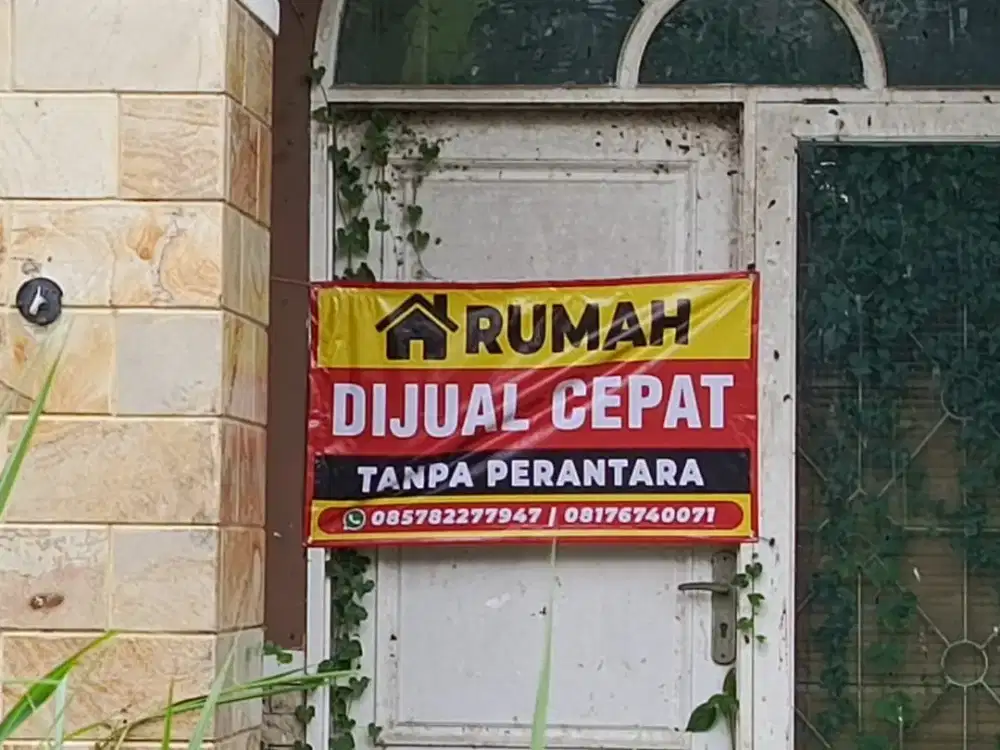 RUMAH
DIJUAL CEPAT
TANPA PERANTARA
085782277947 | 08176740071